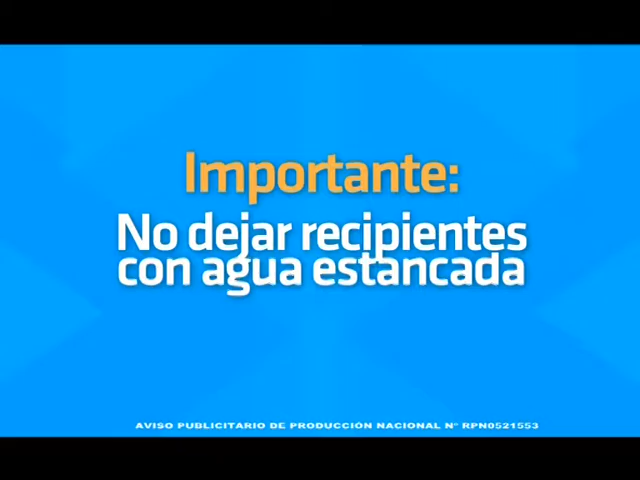 Importante:
No dejar recipientes
con agua estancada
AVISO PUBLICITARIO DE PRODUCCIÓN NACIONAL Nº RPN0521553